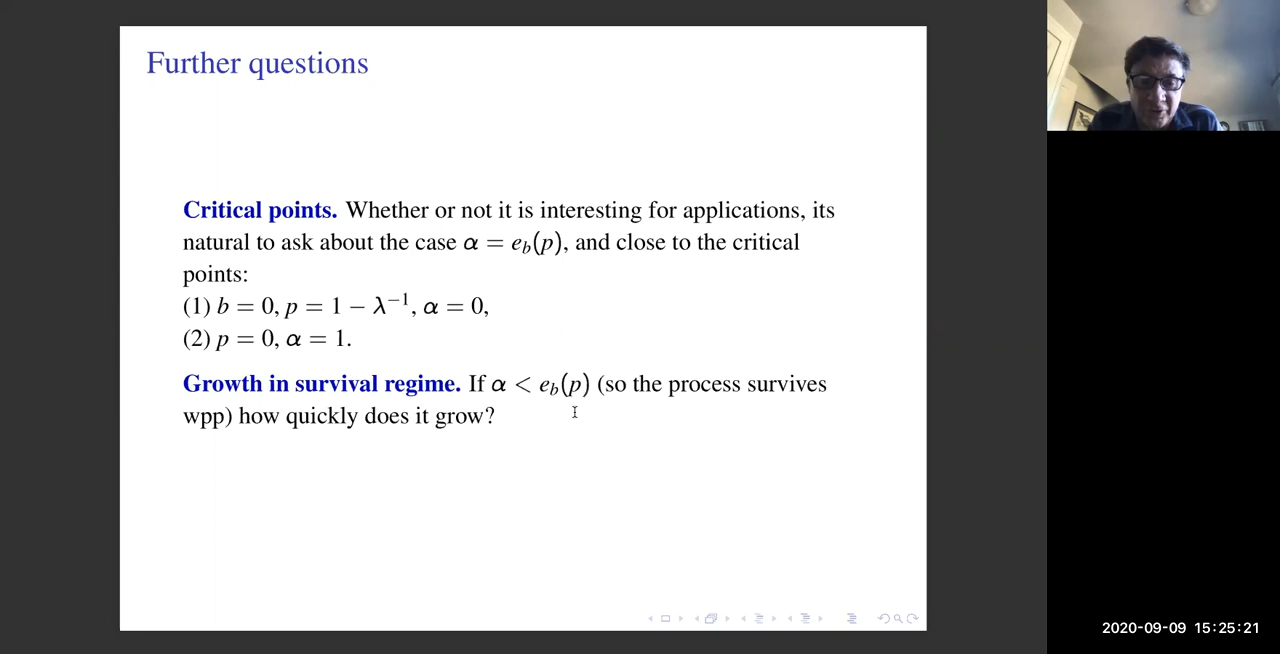 Further questions
Critical points. Whether or not it is interesting for applications, its
natural to ask about the case α = e_b(p), and close to the critical
points:
(1) b = 0, p = 1 − λ⁻¹, α = 0,
(2) p = 0, α = 1.
Growth in survival regime. If α < e_b(p) (so the process survives
wpp) how quickly does it grow?
2020-09-09 15:25:21